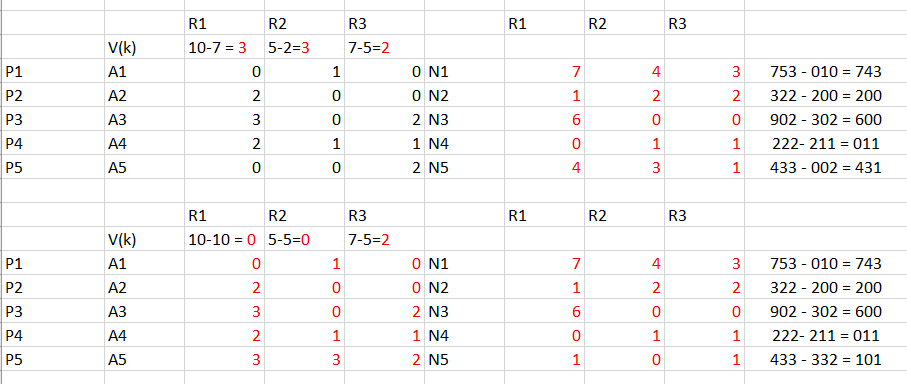 R1 R2 R3 R1 R2 R3
V(k) 10-7 = 3 5-2=3 7-5=2
P1 A1 0 1 0 N1 7 4 3 753 - 010 = 743
P2 A2 2 0 0 N2 1 2 2 322 - 200 = 200
P3 A3 3 0 2 N3 6 0 0 902 - 302 = 600
P4 A4 2 1 1 N4 0 1 1 222- 211 = 011
P5 A5 0 0 2 N5 4 3 1 433 - 002 = 431
R1 R2 R3 R1 R2 R3
V(k) 10-10 = 0 5-5=0 7-5=2
P1 A1 0 1 0 N1 7 4 3 753 - 010 = 743
P2 A2 2 0 0 N2 1 2 2 322 - 200 = 200
P3 A3 3 0 2 N3 6 0 0 902 - 302 = 600
P4 A4 2 1 1 N4 0 1 1 222- 211 = 011
P5 A5 3 3 2 N5 1 0 1 433 - 332 = 101